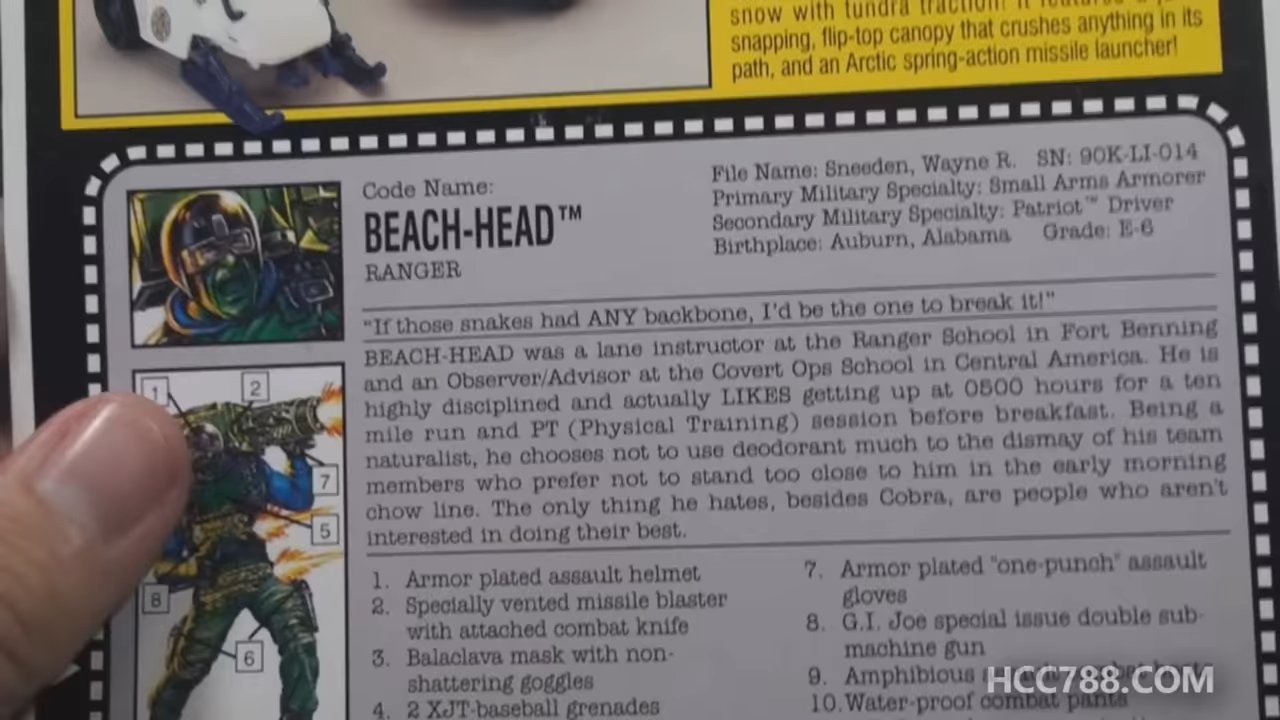 snow with tundra traction! It features a
snapping, flip-top canopy that crushes anything in its
path, and an Arctic spring-action missile launcher!
Code Name:
BEACH-HEAD™
RANGER
File Name: Sneeden, Wayne R. SN: 90K-LI-014
Primary Military Specialty: Small Arms Armorer
Secondary Military Specialty: Patriot™ Driver
Birthplace: Auburn, Alabama Grade: E-6
"If those snakes had ANY backbone, I'd be the one to break it!"
BEACH-HEAD was a lane instructor at the Ranger School in Fort Benning
and an Observer/Advisor at the Covert Ops School in Central America. He is
highly disciplined and actually LIKES getting up at 0500 hours for a ten
mile run and PT (Physical Training) session before breakfast. Being a
naturalist, he chooses not to use deodorant much to the dismay of his team
members who prefer not to stand too close to him in the early morning
chow line. The only thing he hates, besides Cobra, are people who aren't
interested in doing their best.
1
2
7
5
8
6
1. Armor plated assault helmet
2. Specially vented missile blaster
with attached combat knife
3. Balaclava mask with non-
shattering goggles
4. 2 XJT-baseball grenades
7. Armor plated "one-punch" assault
gloves
8. G.I. Joe special issue double sub-
machine gun
9. Amphibious combat boots
10. Water-proof combat pants
HCC788.COM